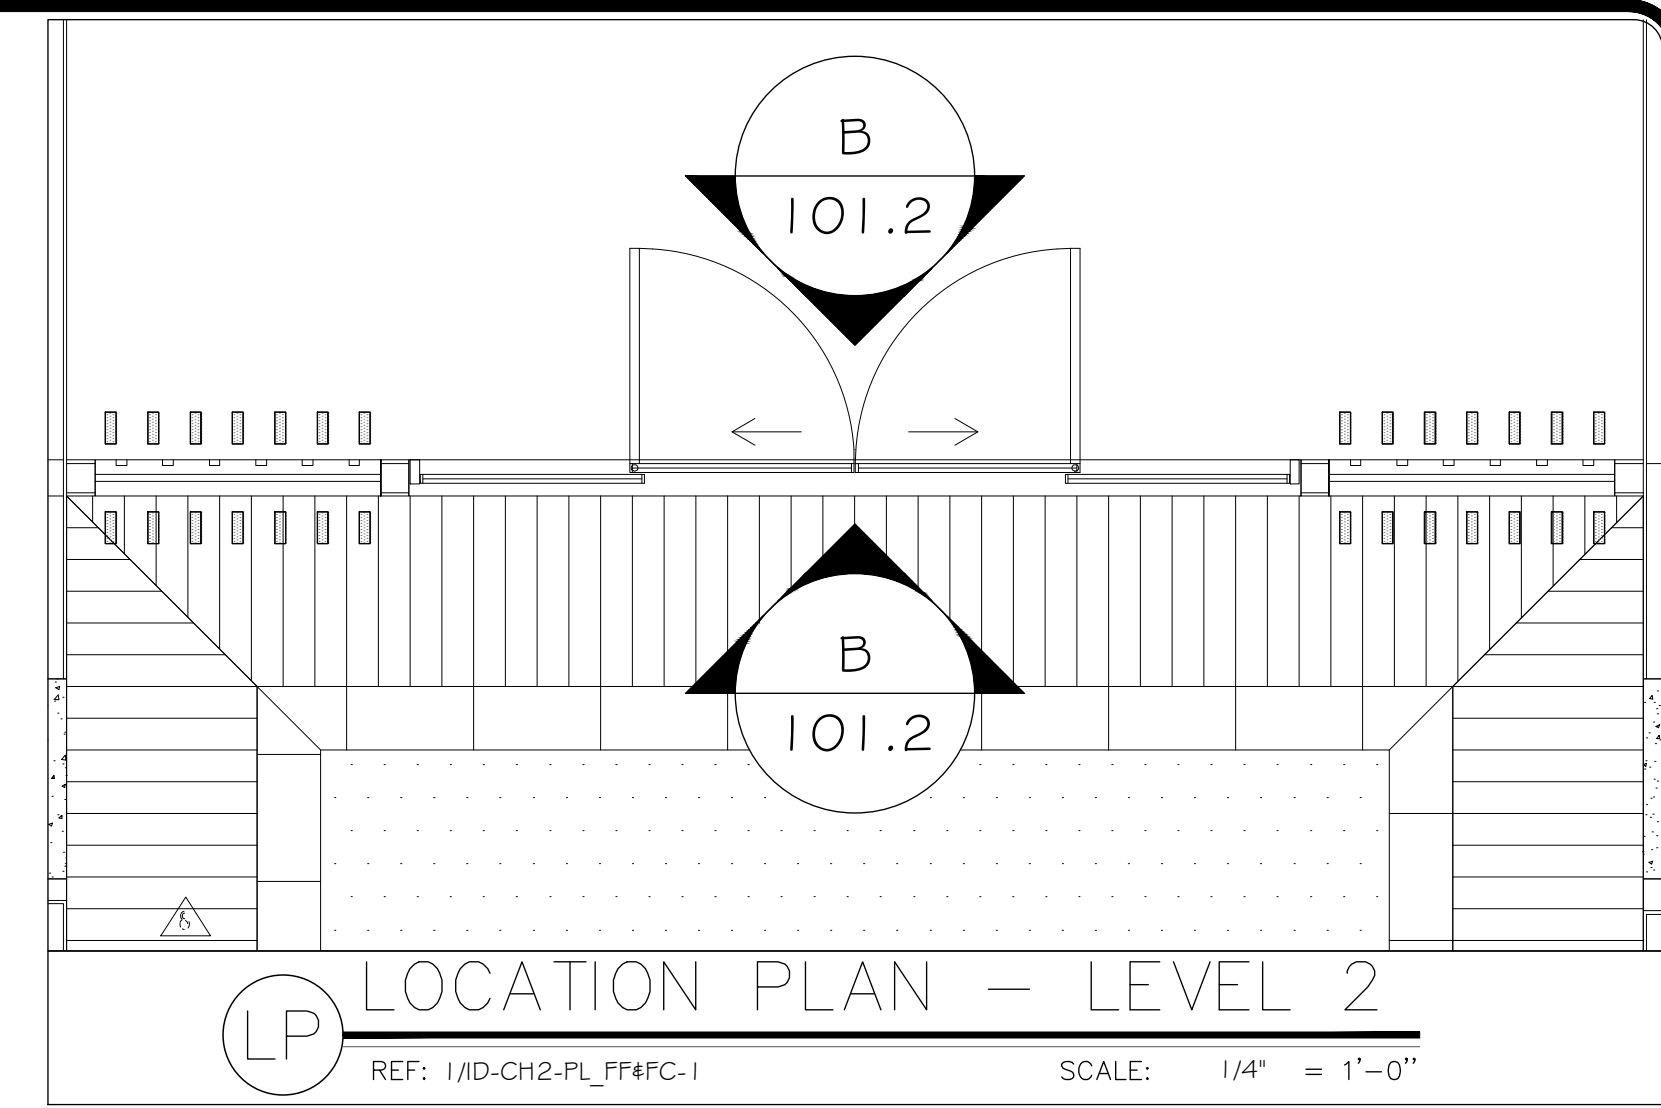 B
101.2
B
101.2
LOCATION PLAN - LEVEL 2
LP
REF: 1/ID-CH2-PL_FF&FC-1 SCALE: 1/4" = 1'-0"